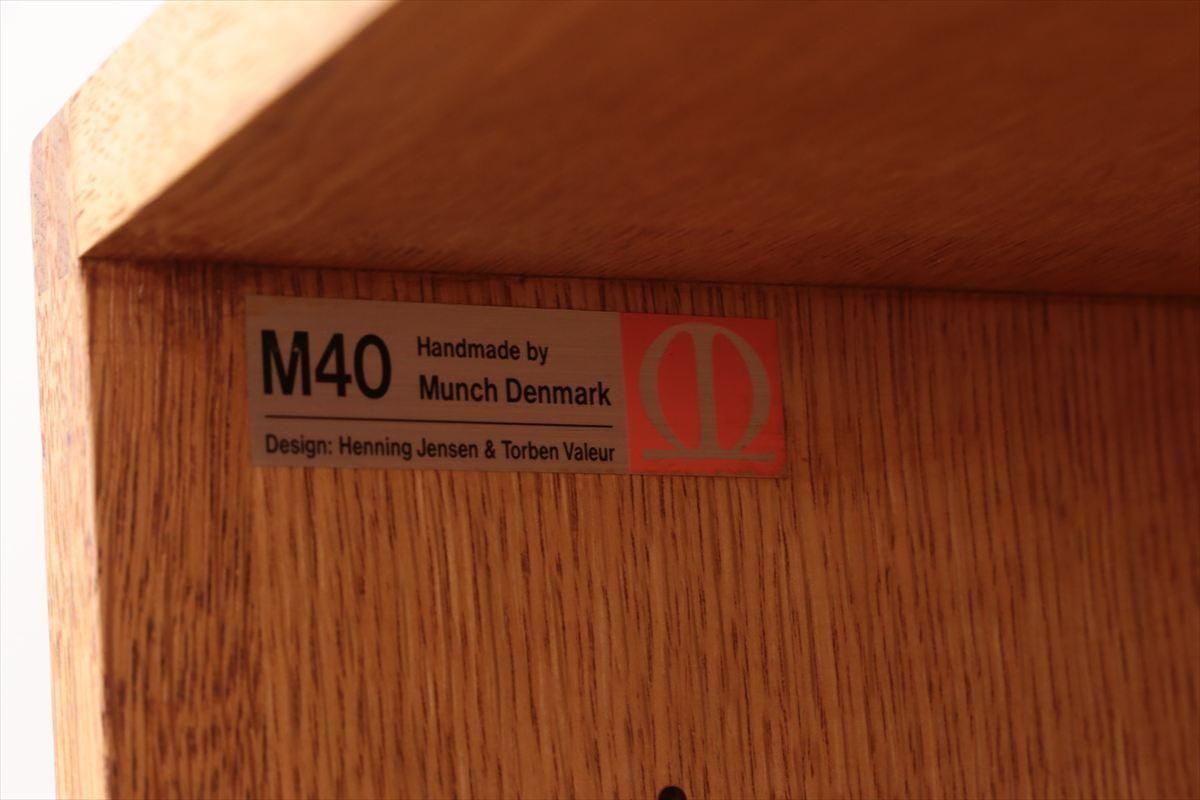 M40
Handmade by
Munch Denmark
Design: Henning Jensen & Torben Valeur